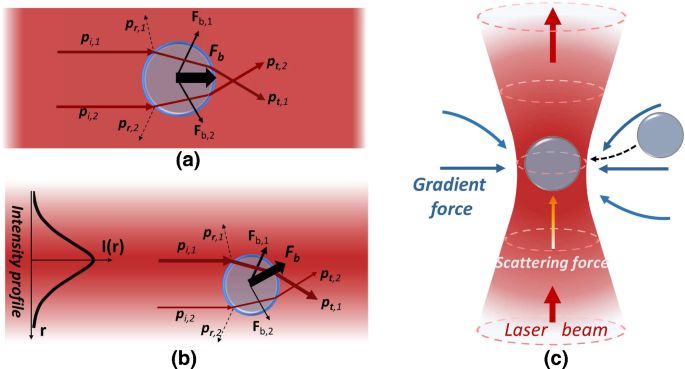 p_i,1
p_r,1
F_b,1
F_b
p_t,2
p_i,2
p_r,2
F_b,2
p_t,1
(a)
Intensity profile
I(r)
r
p_i,1
p_r,1
F_b,1
F_b
p_t,2
p_t,1
p_i,2
p_r,2
F_b,2
(b)
Gradient
force
Scattering force
Laser beam
(c)